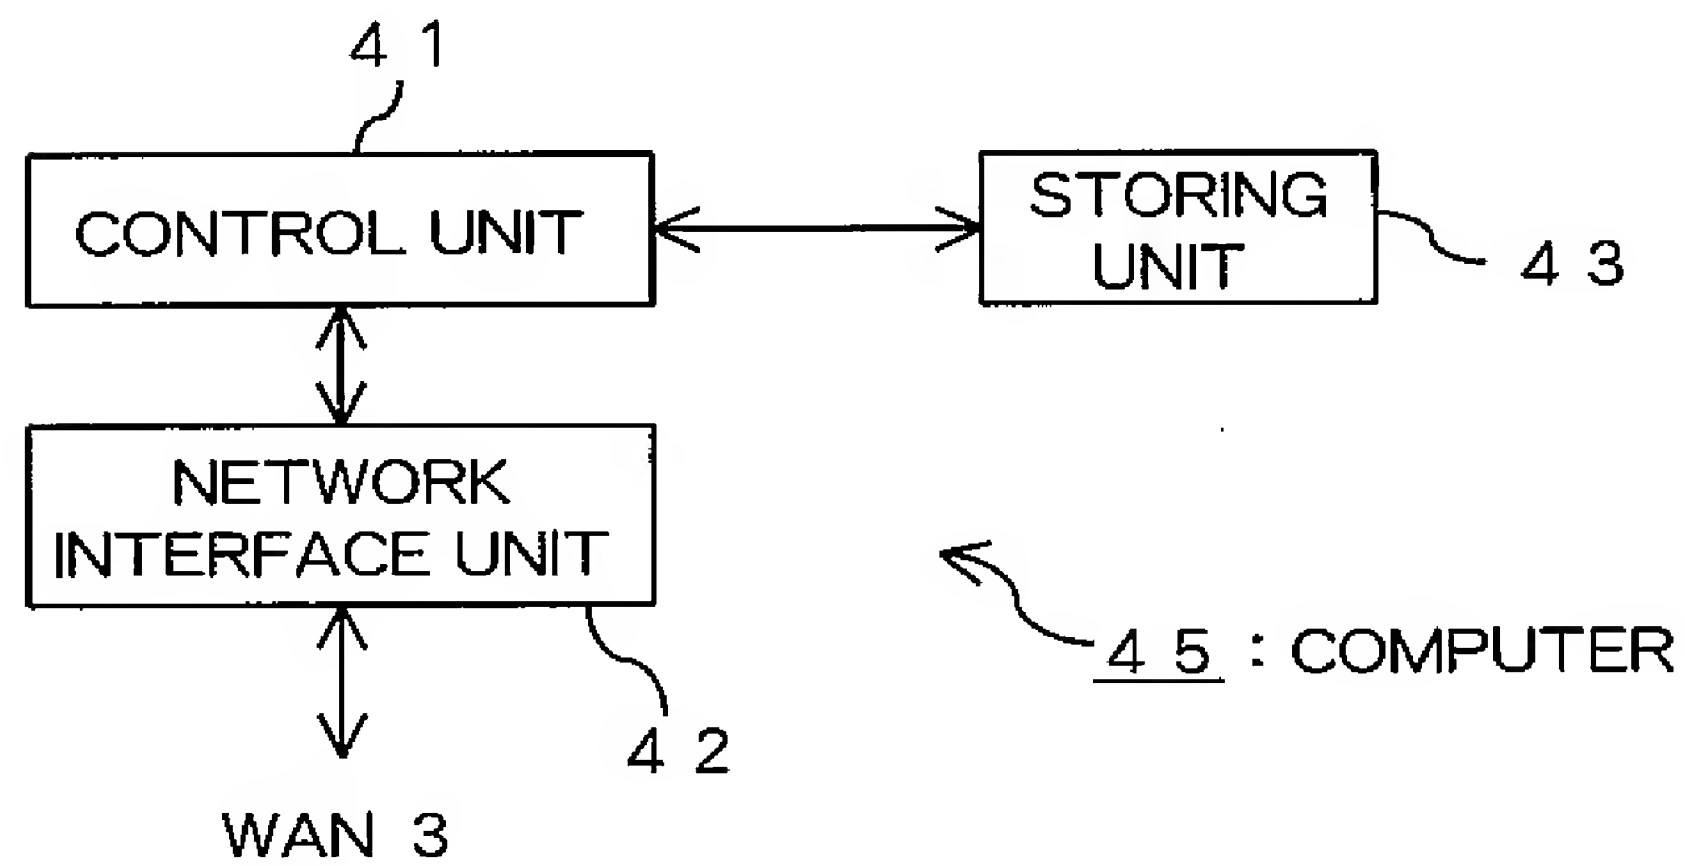 41
CONTROL UNIT
STORING
UNIT
43
NETWORK
INTERFACE UNIT
45 : COMPUTER
42
WAN 3